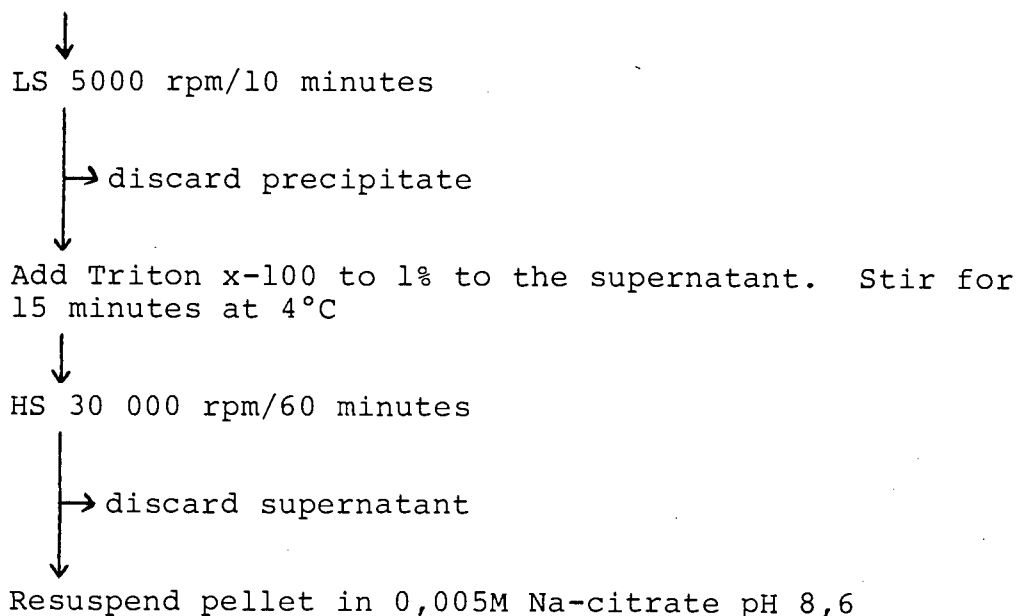 LS 5000 rpm/10 minutes
discard precipitate
Add Triton x-100 to 1% to the supernatant. Stir for
15 minutes at 4°C
HS 30 000 rpm/60 minutes
discard supernatant
Resuspend pellet in 0,005M Na-citrate pH 8,6